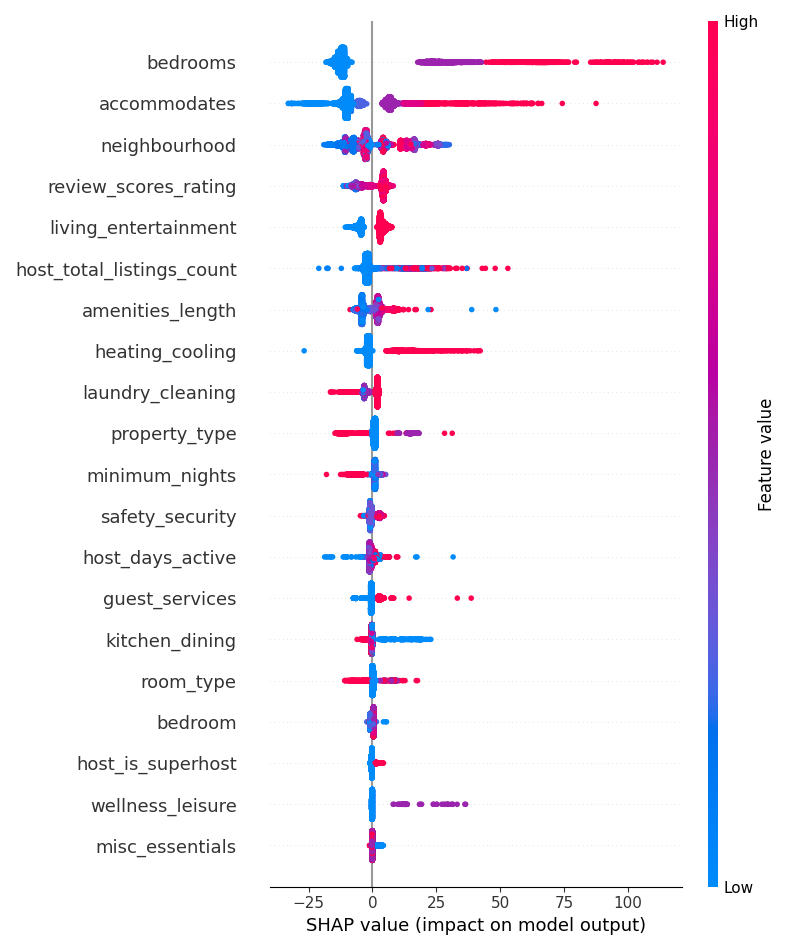 High
bedrooms
accommodates
neighbourhood
review_scores_rating
living_entertainment
host_total_listings_count
amenities_length
heating_cooling
laundry_cleaning
property_type
minimum_nights
safety_security
host_days_active
guest_services
kitchen_dining
room_type
bedroom
host_is_superhost
wellness_leisure
misc_essentials
Feature value
Low
−25 0 25 50 75 100
SHAP value (impact on model output)